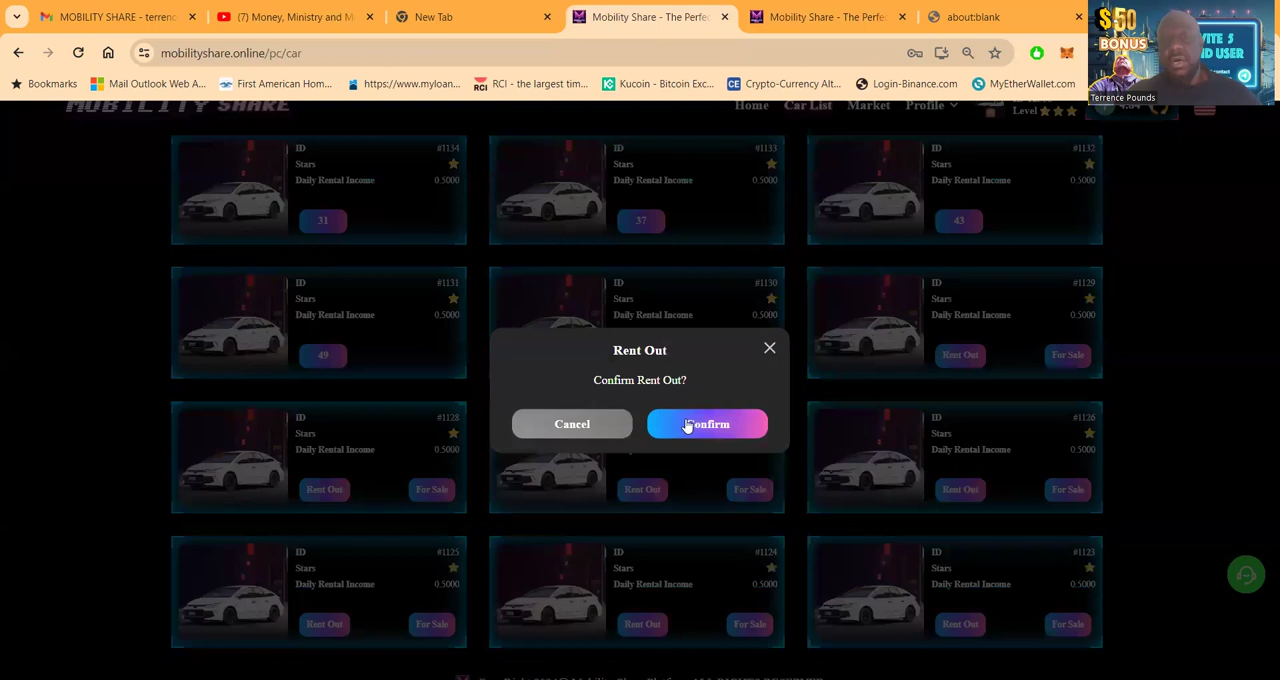 MOBILITY SHARE - terrenc
(7) Money, Ministry and M
New Tab
Mobility Share - The Perfec
Mobility Share - The Perfec
about:blank
mobilityshare.online/pc/car
Bookmarks
Mail Outlook Web A...
First American Hom...
https://www.myloan...
RCI - the largest tim...
Kucoin - Bitcoin Exc...
Crypto-Currency Alt...
Login-Binance.com
MyEtherWallet.com
$50
BONUS
Terrence Pounds
MOBILITY SHARE
Home Car List Market Profile
Level
ID #1134
Stars
Daily Rental Income 0.5000
31
ID #1133
Stars
Daily Rental Income 0.5000
37
ID #1132
Stars
Daily Rental Income 0.5000
43
ID #1131
Stars
Daily Rental Income 0.5000
49
ID #1130
Stars
Daily Rental Income 0.5000
ID #1129
Stars
Daily Rental Income 0.5000
Rent Out For Sale
Rent Out
Confirm Rent Out?
Cancel Confirm
ID #1128
Stars
Daily Rental Income 0.5000
Rent Out For Sale
Rent Out For Sale
ID #1126
Stars
Daily Rental Income 0.5000
Rent Out For Sale
ID #1125
Stars
Daily Rental Income 0.5000
Rent Out For Sale
ID #1124
Stars
Daily Rental Income 0.5000
Rent Out For Sale
ID #1123
Stars
Daily Rental Income 0.5000
Rent Out For Sale